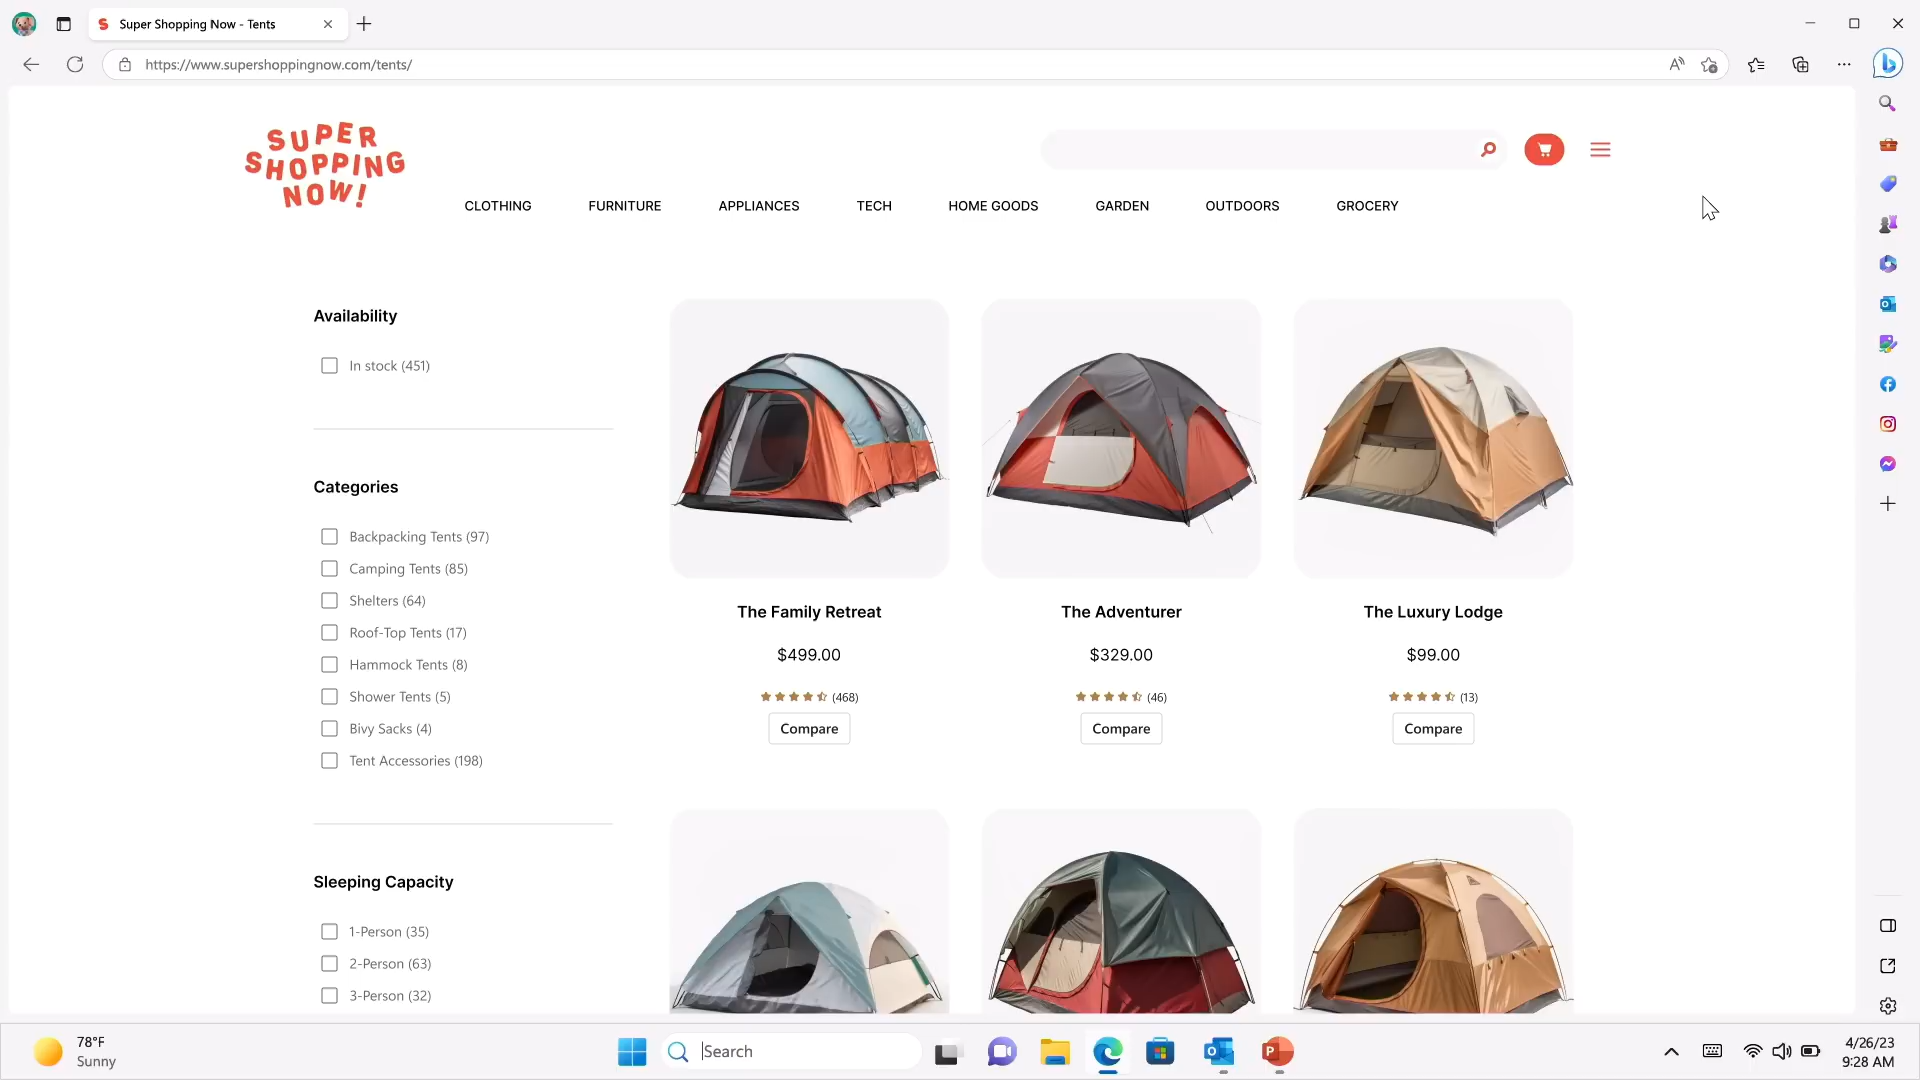 Super Shopping Now - Tents
https://www.supershoppingnow.com/tents/
SUPER
SHOPPING
NOW!
CLOTHING
FURNITURE
APPLIANCES
TECH
HOME GOODS
GARDEN
OUTDOORS
GROCERY
Availability
In stock (451)
Categories
Backpacking Tents (97)
Camping Tents (85)
Shelters (64)
Roof-Top Tents (17)
Hammock Tents (8)
Shower Tents (5)
Bivy Sacks (4)
Tent Accessories (198)
Sleeping Capacity
1-Person (35)
2-Person (63)
3-Person (32)
The Family Retreat
$499.00
(468)
Compare
The Adventurer
$329.00
(46)
Compare
The Luxury Lodge
$99.00
(13)
Compare
78°F
Sunny
Search
4/26/23
9:28 AM